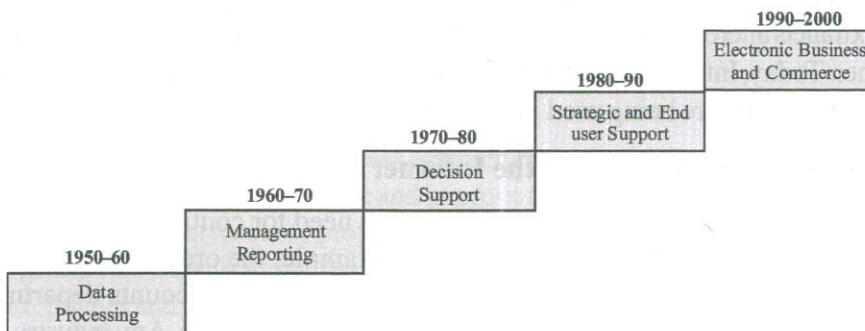 1990–2000
Electronic Business
and Commerce
1980–90
Strategic and End
user Support
1970–80
Decision
Support
1960–70
Management
Reporting
1950–60
Data
Processing